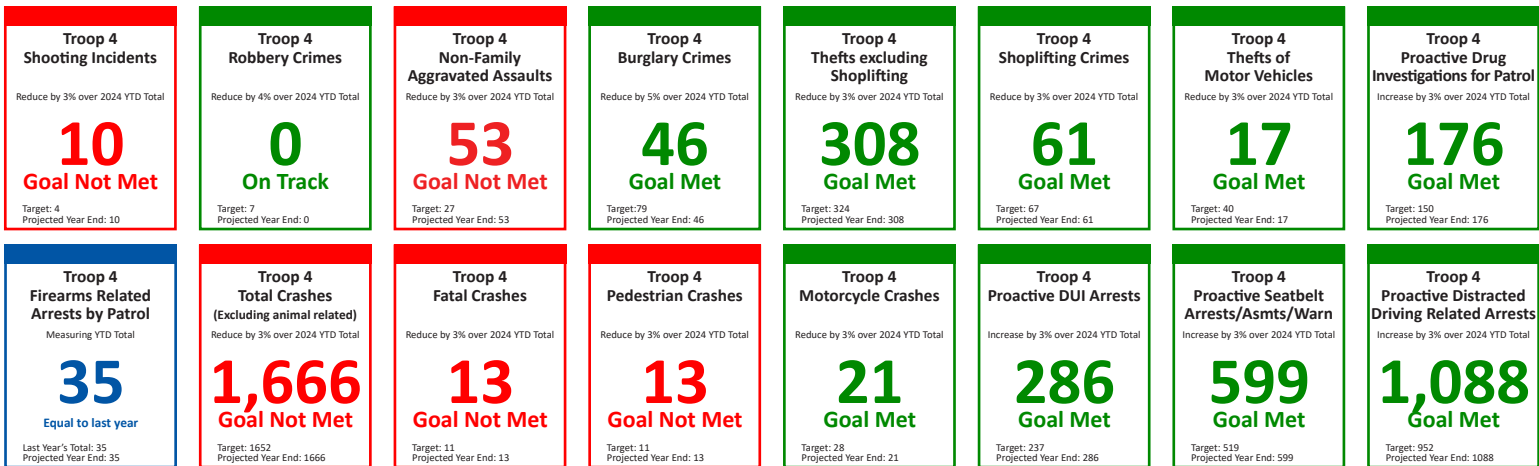 Troop 4
Shooting Incidents
Reduce by 3% over 2024 YTD Total
10
Goal Not Met
Target: 4
Projected Year End: 10
Troop 4
Robbery Crimes
Reduce by 4% over 2024 YTD Total
0
On Track
Target: 7
Projected Year End: 0
Troop 4
Non-Family
Aggravated Assaults
Reduce by 3% over 2024 YTD Total
53
Goal Not Met
Target: 27
Projected Year End: 53
Troop 4
Burglary Crimes
Reduce by 5% over 2024 YTD Total
46
Goal Met
Target:79
Projected Year End: 46
Troop 4
Thefts excluding
Shoplifting
Reduce by 3% over 2024 YTD Total
308
Goal Met
Target: 324
Projected Year End: 308
Troop 4
Shoplifting Crimes
Reduce by 3% over 2024 YTD Total
61
Goal Met
Target: 67
Projected Year End: 61
Troop 4
Thefts of
Motor Vehicles
Reduce by 3% over 2024 YTD Total
17
Goal Met
Target: 40
Projected Year End: 17
Troop 4
Proactive Drug
Investigations for Patrol
Increase by 3% over 2024 YTD Total
176
Goal Met
Target: 150
Projected Year End: 176
Troop 4
Firearms Related
Arrests by Patrol
Measuring YTD Total
35
Equal to last year
Last Year's Total: 35
Projected Year End: 35
Troop 4
Total Crashes
(Excluding animal related)
Reduce by 3% over 2024 YTD Total
1,666
Goal Not Met
Target: 1652
Projected Year End: 1666
Troop 4
Fatal Crashes
Reduce by 3% over 2024 YTD Total
13
Goal Not Met
Target: 11
Projected Year End: 13
Troop 4
Pedestrian Crashes
Reduce by 3% over 2024 YTD Total
13
Goal Not Met
Target: 11
Projected Year End: 13
Troop 4
Motorcycle Crashes
Reduce by 3% over 2024 YTD Total
21
Goal Met
Target: 28
Projected Year End: 21
Troop 4
Proactive DUI Arrests
Increase by 3% over 2024 YTD Total
286
Goal Met
Target: 237
Projected Year End: 286
Troop 4
Proactive Seatbelt
Arrests/Asmts/Warn
Increase by 3% over 2024 YTD Total
599
Goal Met
Target: 519
Projected Year End: 599
Troop 4
Proactive Distracted
Driving Related Arrests
Increase by 3% over 2024 YTD Total
1,088
Goal Met
Target: 952
Projected Year End: 1088